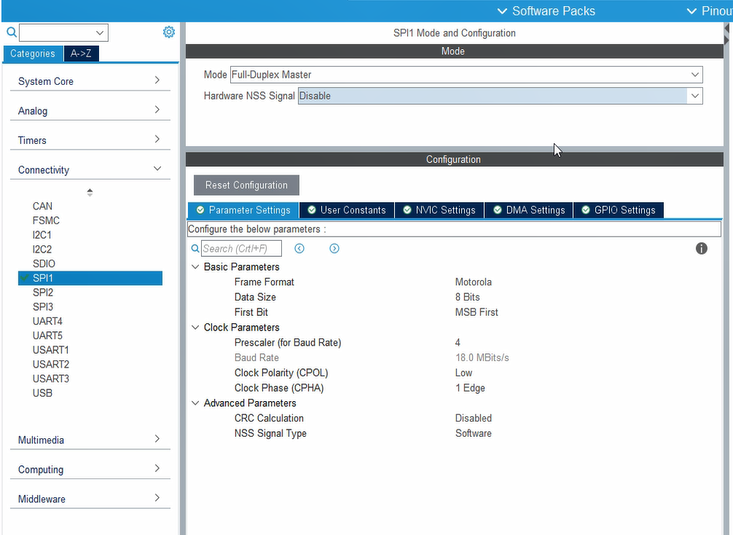 Software Packs
Pinou
SPI1 Mode and Configuration
Categories
A->Z
Mode
System Core
Mode Full-Duplex Master
Hardware NSS Signal Disable
Analog
Timers
Connectivity
Configuration
Reset Configuration
CAN
FSMC
I2C1
I2C2
SDIO
SPI1
SPI2
SPI3
UART4
UART5
USART1
USART2
USART3
USB
Multimedia
Computing
Middleware
Parameter Settings
User Constants
NVIC Settings
DMA Settings
GPIO Settings
Configure the below parameters :
Search (Crtl+F)
Basic Parameters
Frame Format Motorola
Data Size 8 Bits
First Bit MSB First
Clock Parameters
Prescaler (for Baud Rate) 4
Baud Rate 18.0 MBits/s
Clock Polarity (CPOL) Low
Clock Phase (CPHA) 1 Edge
Advanced Parameters
CRC Calculation Disabled
NSS Signal Type Software